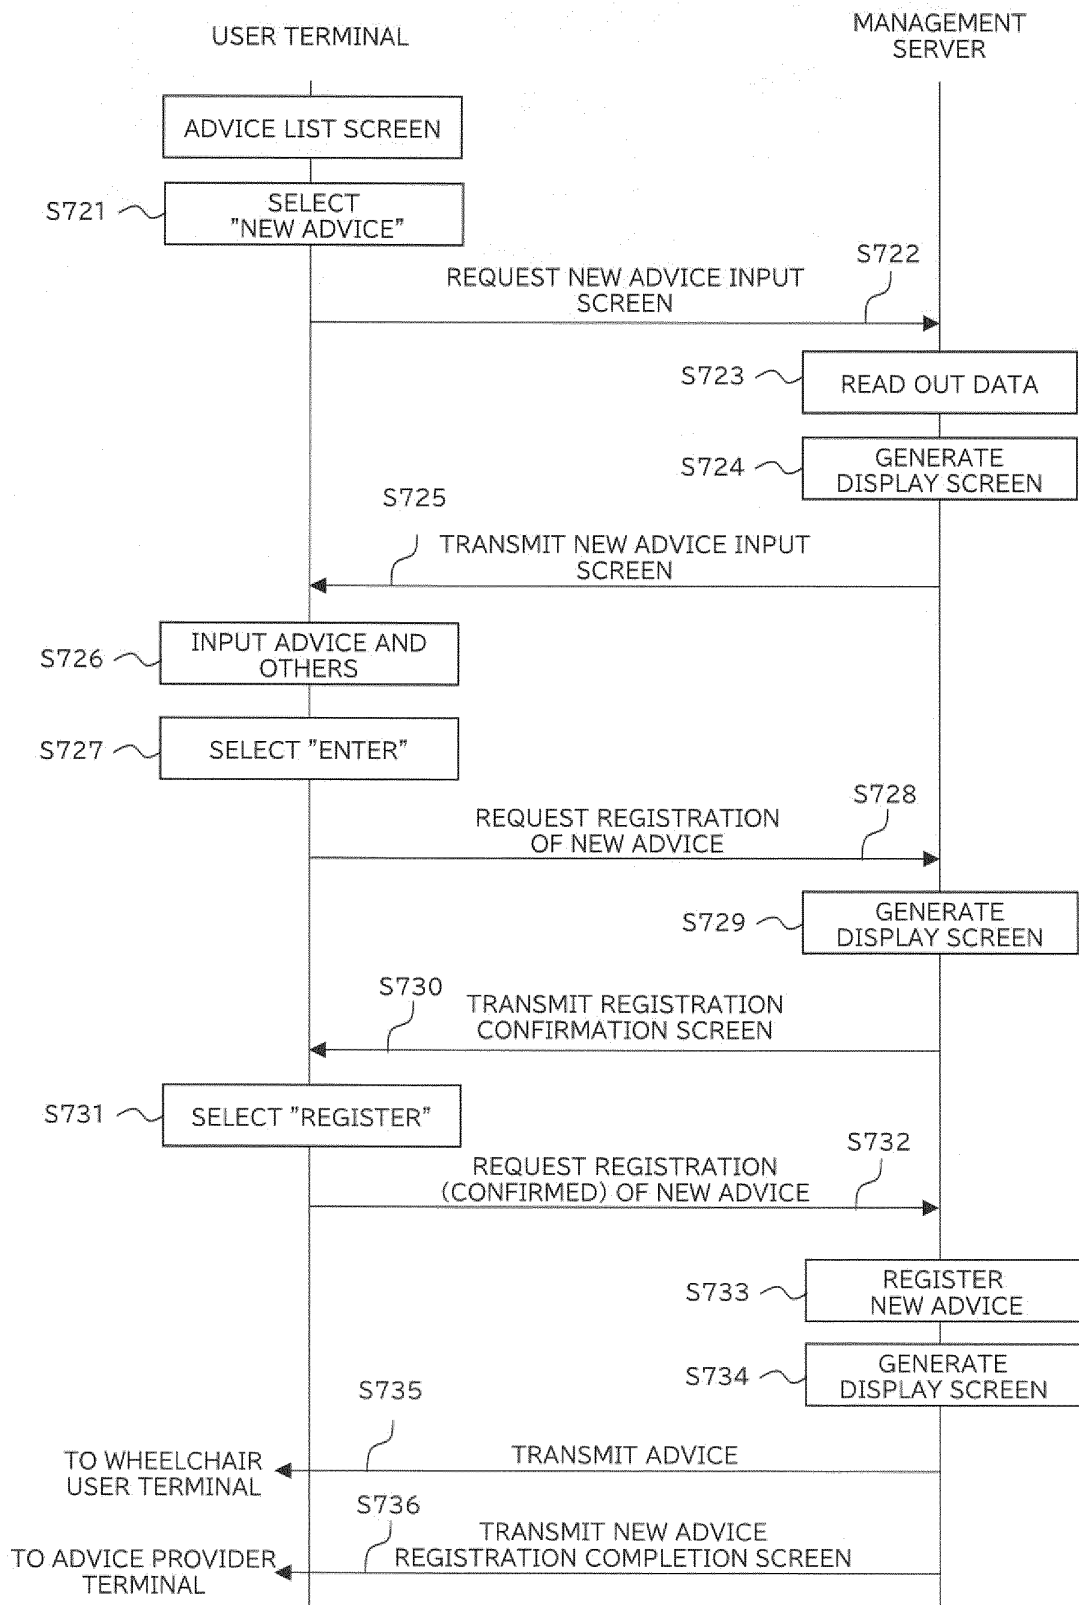 USER TERMINAL
MANAGEMENT
SERVER
ADVICE LIST SCREEN
S721
SELECT
"NEW ADVICE"
S722
REQUEST NEW ADVICE INPUT
SCREEN
S723
READ OUT DATA
S724
GENERATE
DISPLAY SCREEN
S725
TRANSMIT NEW ADVICE INPUT
SCREEN
S726
INPUT ADVICE AND
OTHERS
S727
SELECT "ENTER"
S728
REQUEST REGISTRATION
OF NEW ADVICE
S729
GENERATE
DISPLAY SCREEN
S730
TRANSMIT REGISTRATION
CONFIRMATION SCREEN
S731
SELECT "REGISTER"
S732
REQUEST REGISTRATION
(CONFIRMED) OF NEW ADVICE
S733
REGISTER
NEW ADVICE
S734
GENERATE
DISPLAY SCREEN
S735
TRANSMIT ADVICE
TO WHEELCHAIR
USER TERMINAL
S736
TRANSMIT NEW ADVICE
REGISTRATION COMPLETION SCREEN
TO ADVICE PROVIDER
TERMINAL